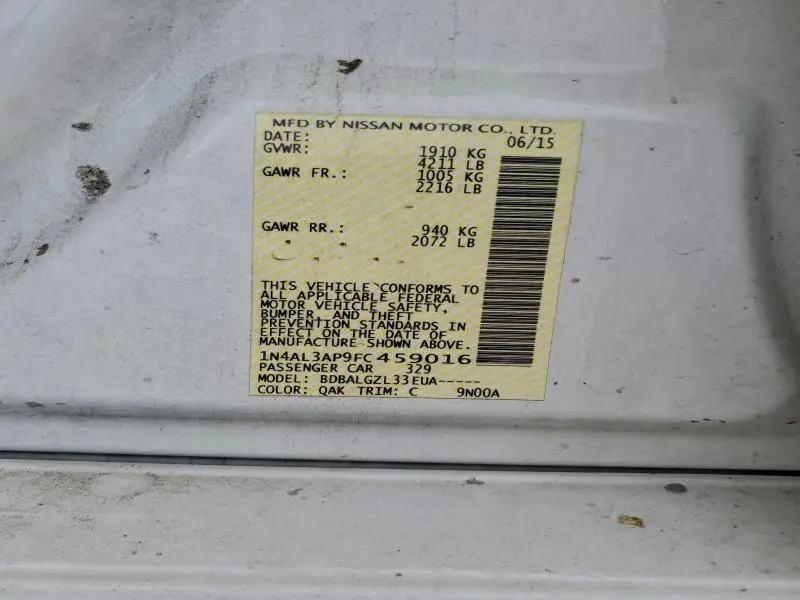 MFD BY NISSAN MOTOR CO., LTD.
DATE: 06/15
GVWR: 1910 KG
4211 LB
GAWR FR.: 1005 KG
2216 LB
GAWR RR.: 940 KG
2072 LB
THIS VEHICLE CONFORMS TO
ALL APPLICABLE FEDERAL
MOTOR VEHICLE SAFETY,
BUMPER, AND THEFT
PREVENTION STANDARDS IN
EFFECT ON THE DATE OF
MANUFACTURE SHOWN ABOVE.
1N4AL3AP9FC459016
PASSENGER CAR 329
MODEL: BDBALGZL33EUA-----
COLOR: QAK TRIM: C 9N00A